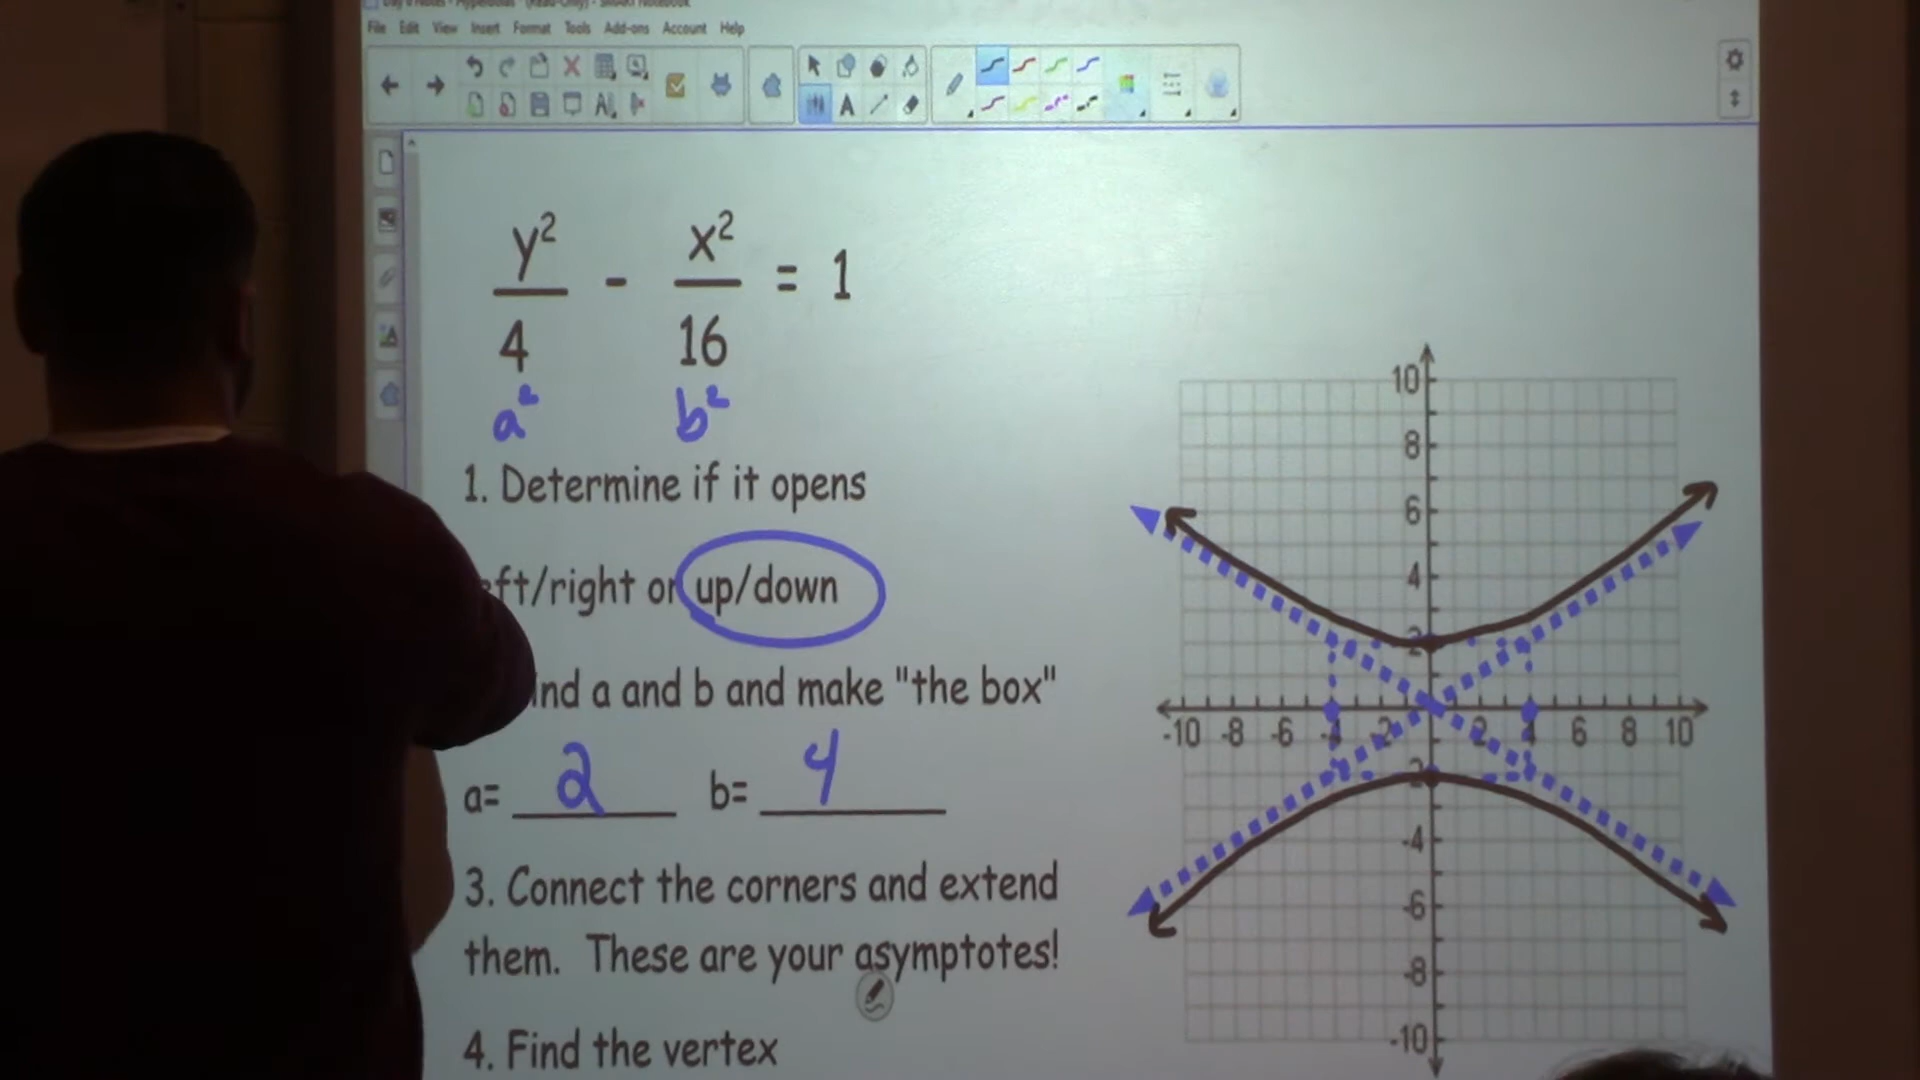 File Edit View Insert Format Tools Add-ons Account Help
y² x²
— - — = 1
4 16
a² b²
1. Determine if it opens
eft/right or up/down
ind a and b and make "the box"
a= 2 b= 4
3. Connect the corners and extend
them. These are your asymptotes!
4. Find the vertex
10
8
6
4
2
-10 -8 -6 -4 -2 2 4 6 8 10
-2
-4
-6
-8
-10